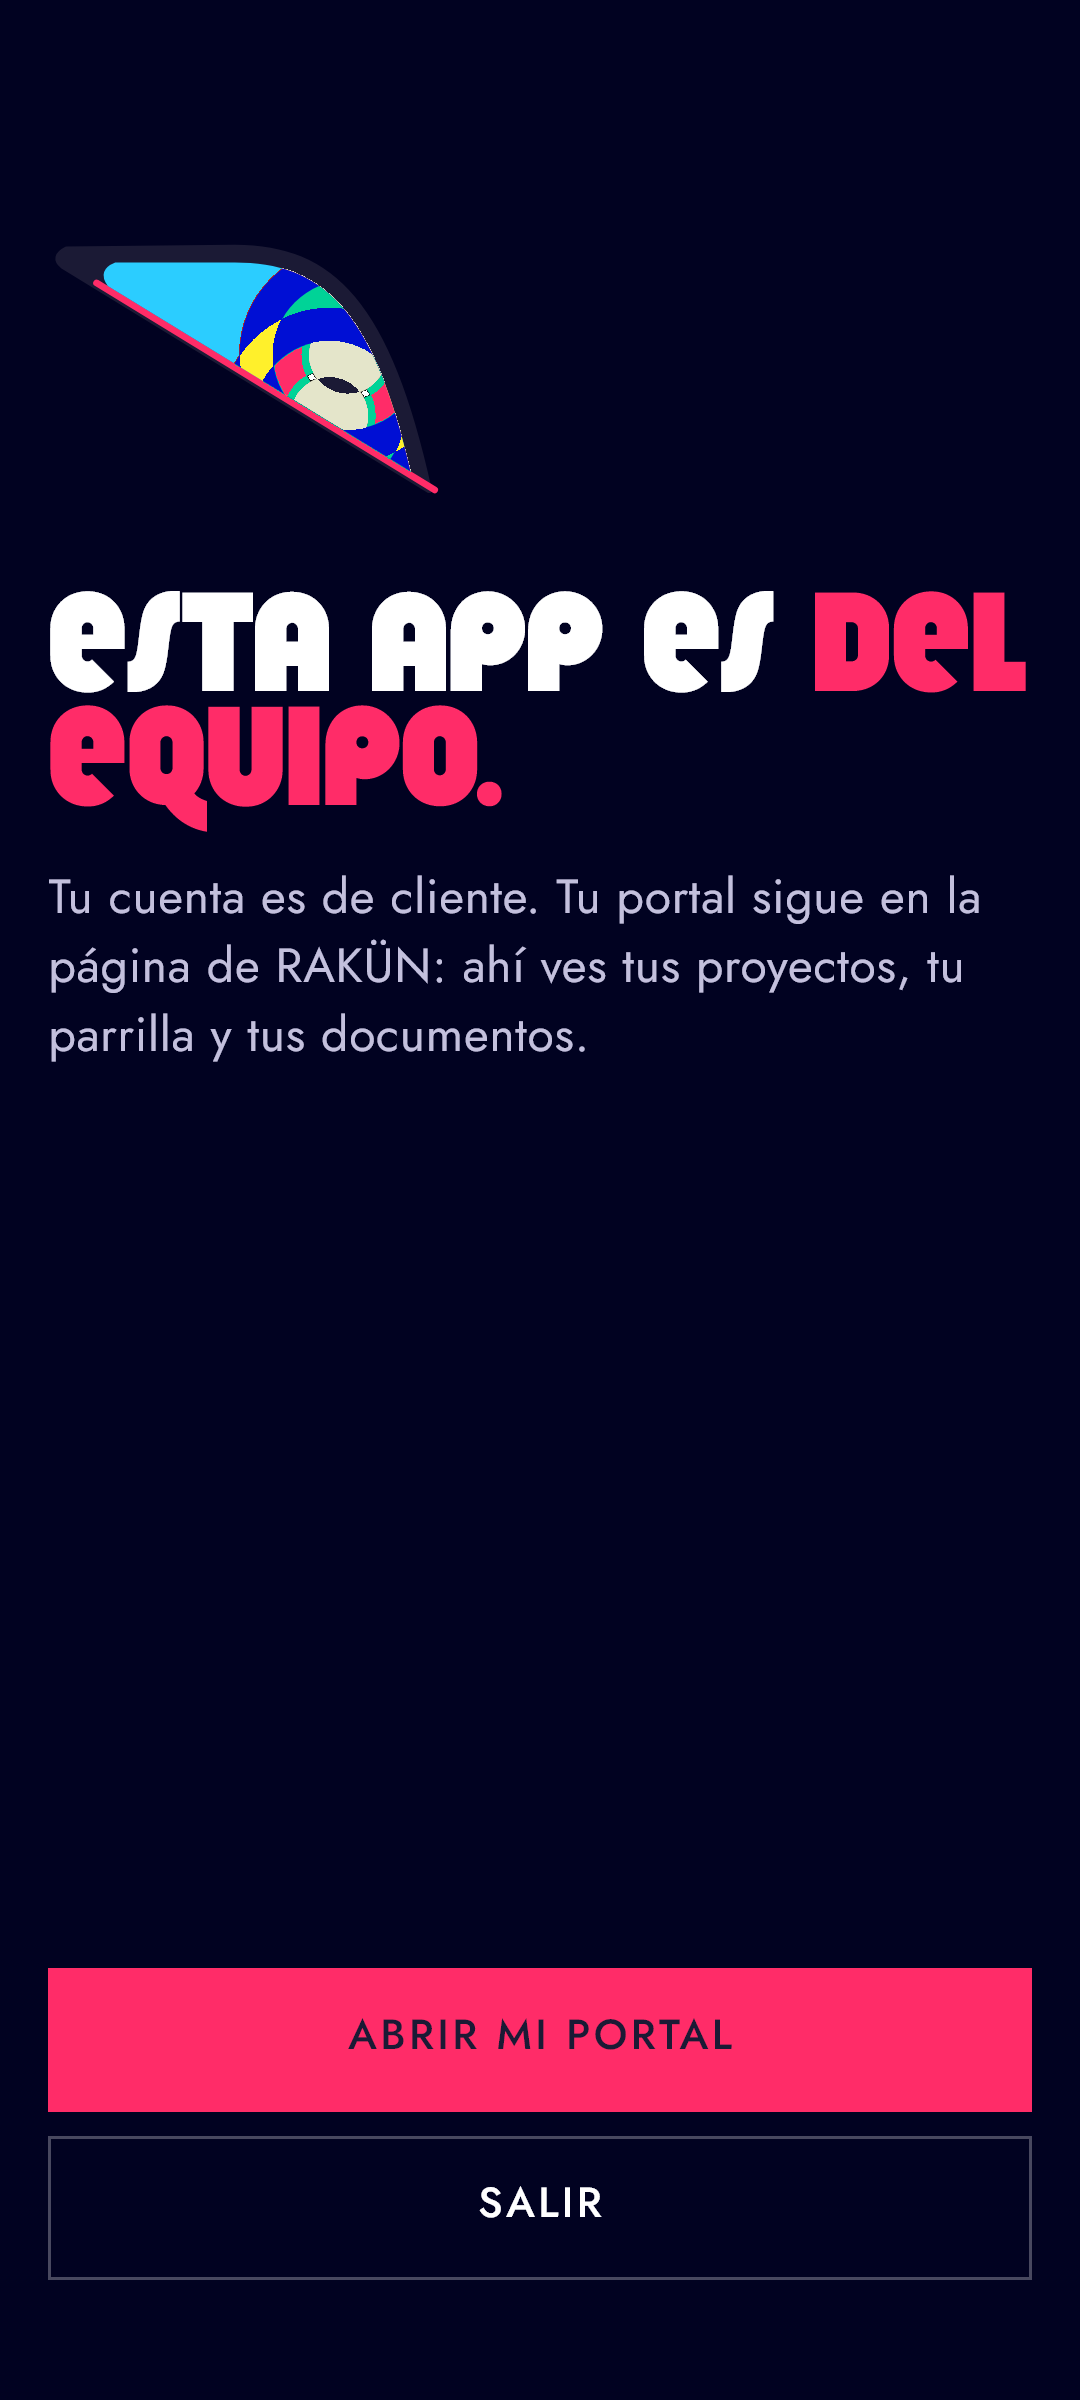 esta app es del
equipo.
Tu cuenta es de cliente. Tu portal sigue en la
página de RAKÜN: ahí ves tus proyectos, tu
parrilla y tus documentos.
ABRIR MI PORTAL
SALIR